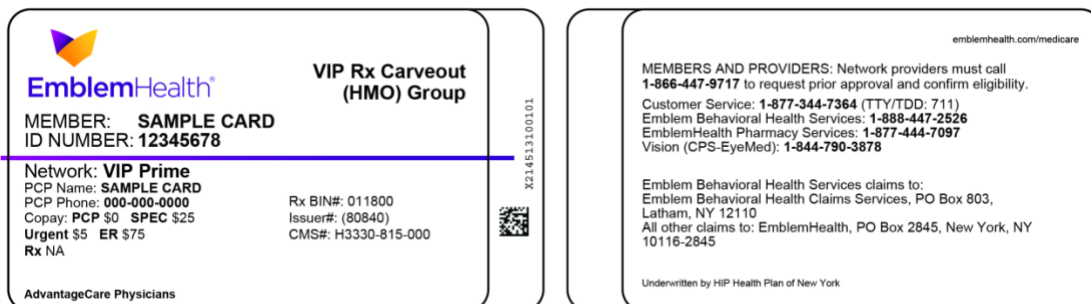 EmblemHealth®
VIP Rx Carveout
(HMO) Group
MEMBER: SAMPLE CARD
ID NUMBER: 12345678
Network: VIP Prime
PCP Name: SAMPLE CARD
PCP Phone: 000-000-0000
Copay: PCP $0 SPEC $25
Urgent $5 ER $75
Rx NA
Rx BIN#: 011800
Issuer#: (80840)
CMS#: H3330-815-000
AdvantageCare Physicians
X214513100101
emblemhealth.com/medicare
MEMBERS AND PROVIDERS: Network providers must call
1-866-447-9717 to request prior approval and confirm eligibility.
Customer Service: 1-877-344-7364 (TTY/TDD: 711)
Emblem Behavioral Health Services: 1-888-447-2526
EmblemHealth Pharmacy Services: 1-877-444-7097
Vision (CPS-EyeMed): 1-844-790-3878
Emblem Behavioral Health Services claims to:
Emblem Behavioral Health Claims Services, PO Box 803,
Latham, NY 12110
All other claims to: EmblemHealth, PO Box 2845, New York, NY
10116-2845
Underwritten by HIP Health Plan of New York